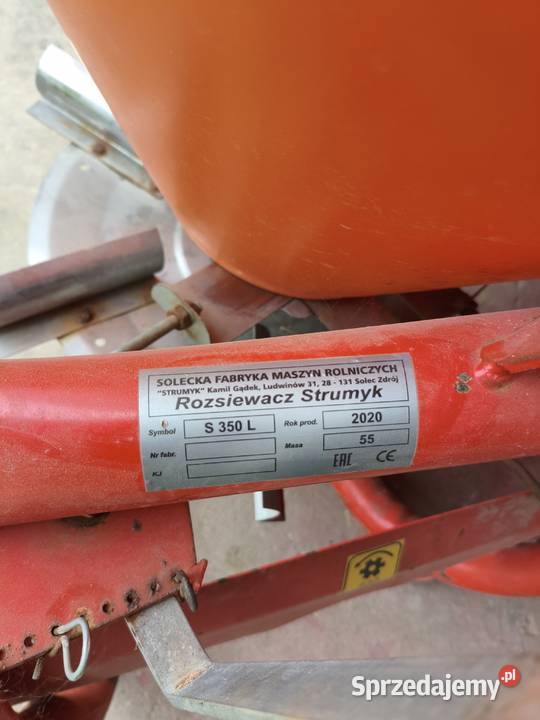 SOLECKA FABRYKA MASZYN ROLNICZYCH
"STRUMYK" Kamil Gądek, Ludwinów 31, 28 - 131 Solec Zdrój
Rozsiewacz Strumyk
Symbol S 350 L Rok prod. 2020
Nr fabr. Masa 55
KJ EAC CE
Sprzedajemy.pl